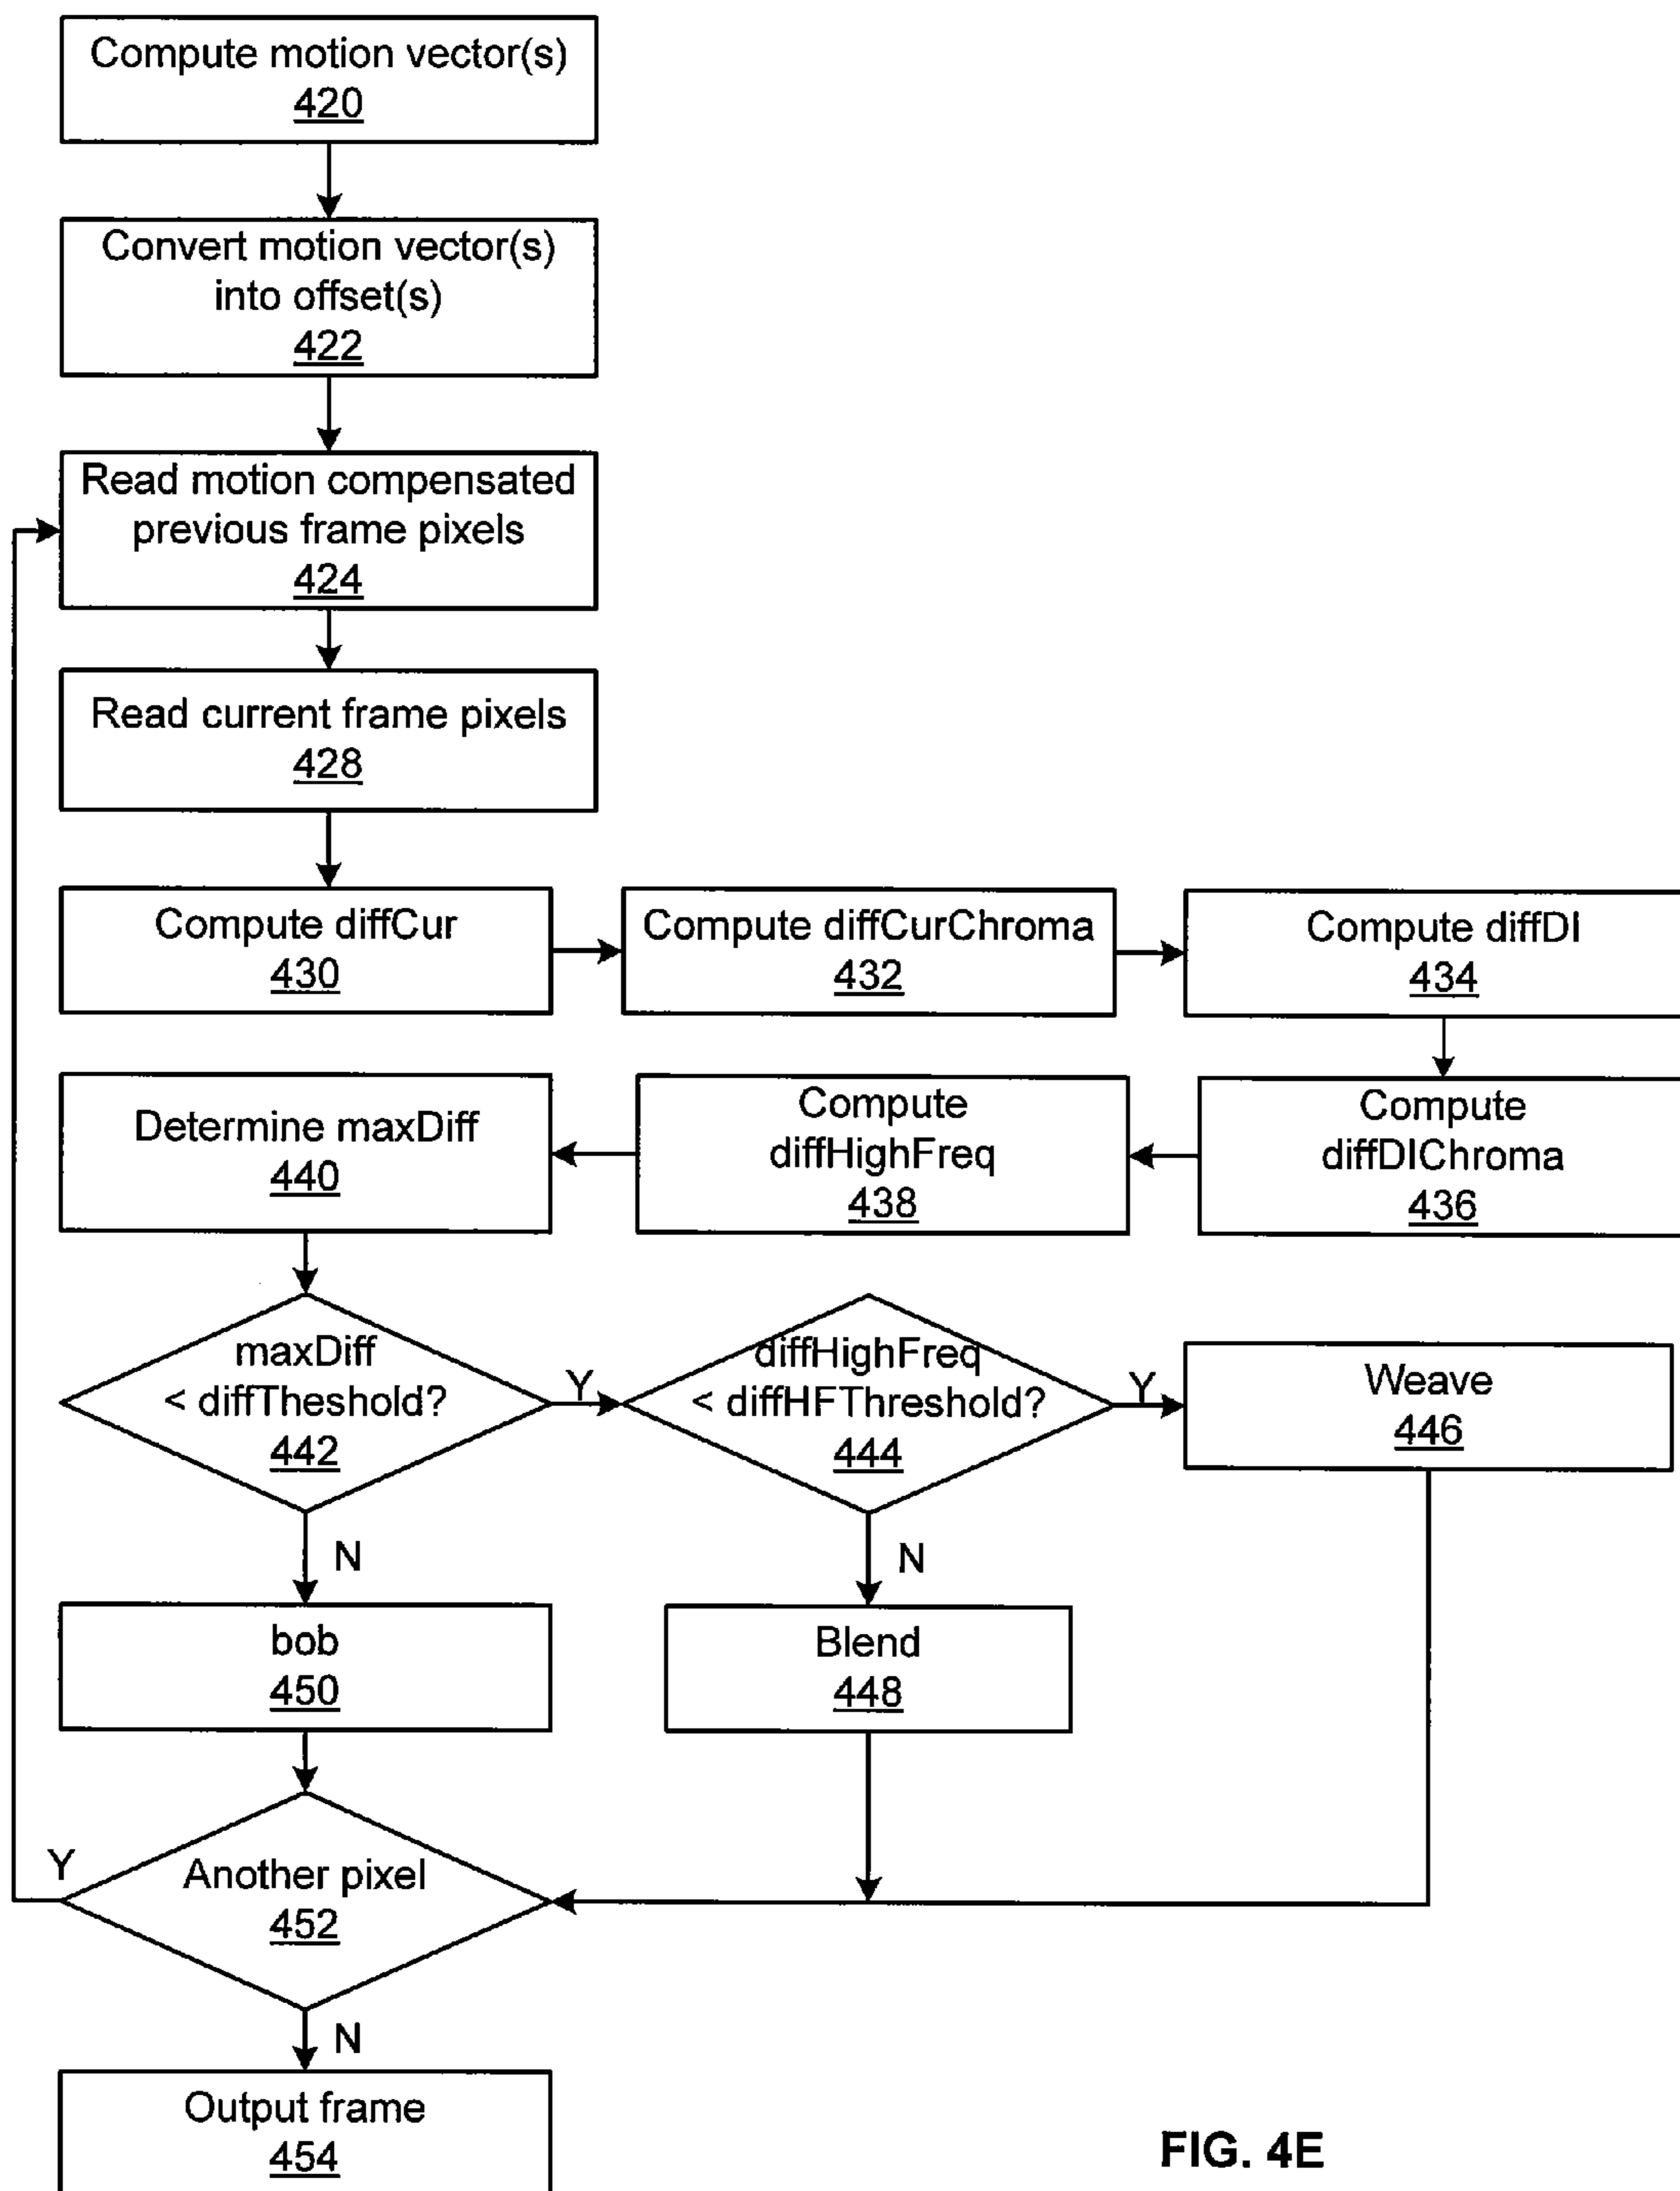 Compute motion vector(s)
420
Convert motion vector(s)
into offset(s)
422
Read motion compensated
previous frame pixels
424
Read current frame pixels
428
Compute diffCur
430
Compute diffCurChroma
432
Compute diffDI
434
Compute
diffDIChroma
436
Compute
diffHighFreq
438
Determine maxDiff
440
maxDiff
< diffTheshold?
442
Y
diffHighFreq
< diffHFThreshold?
444
Y
Weave
446
N
N
bob
450
Blend
448
Y
Another pixel
452
N
Output frame
454
FIG. 4E